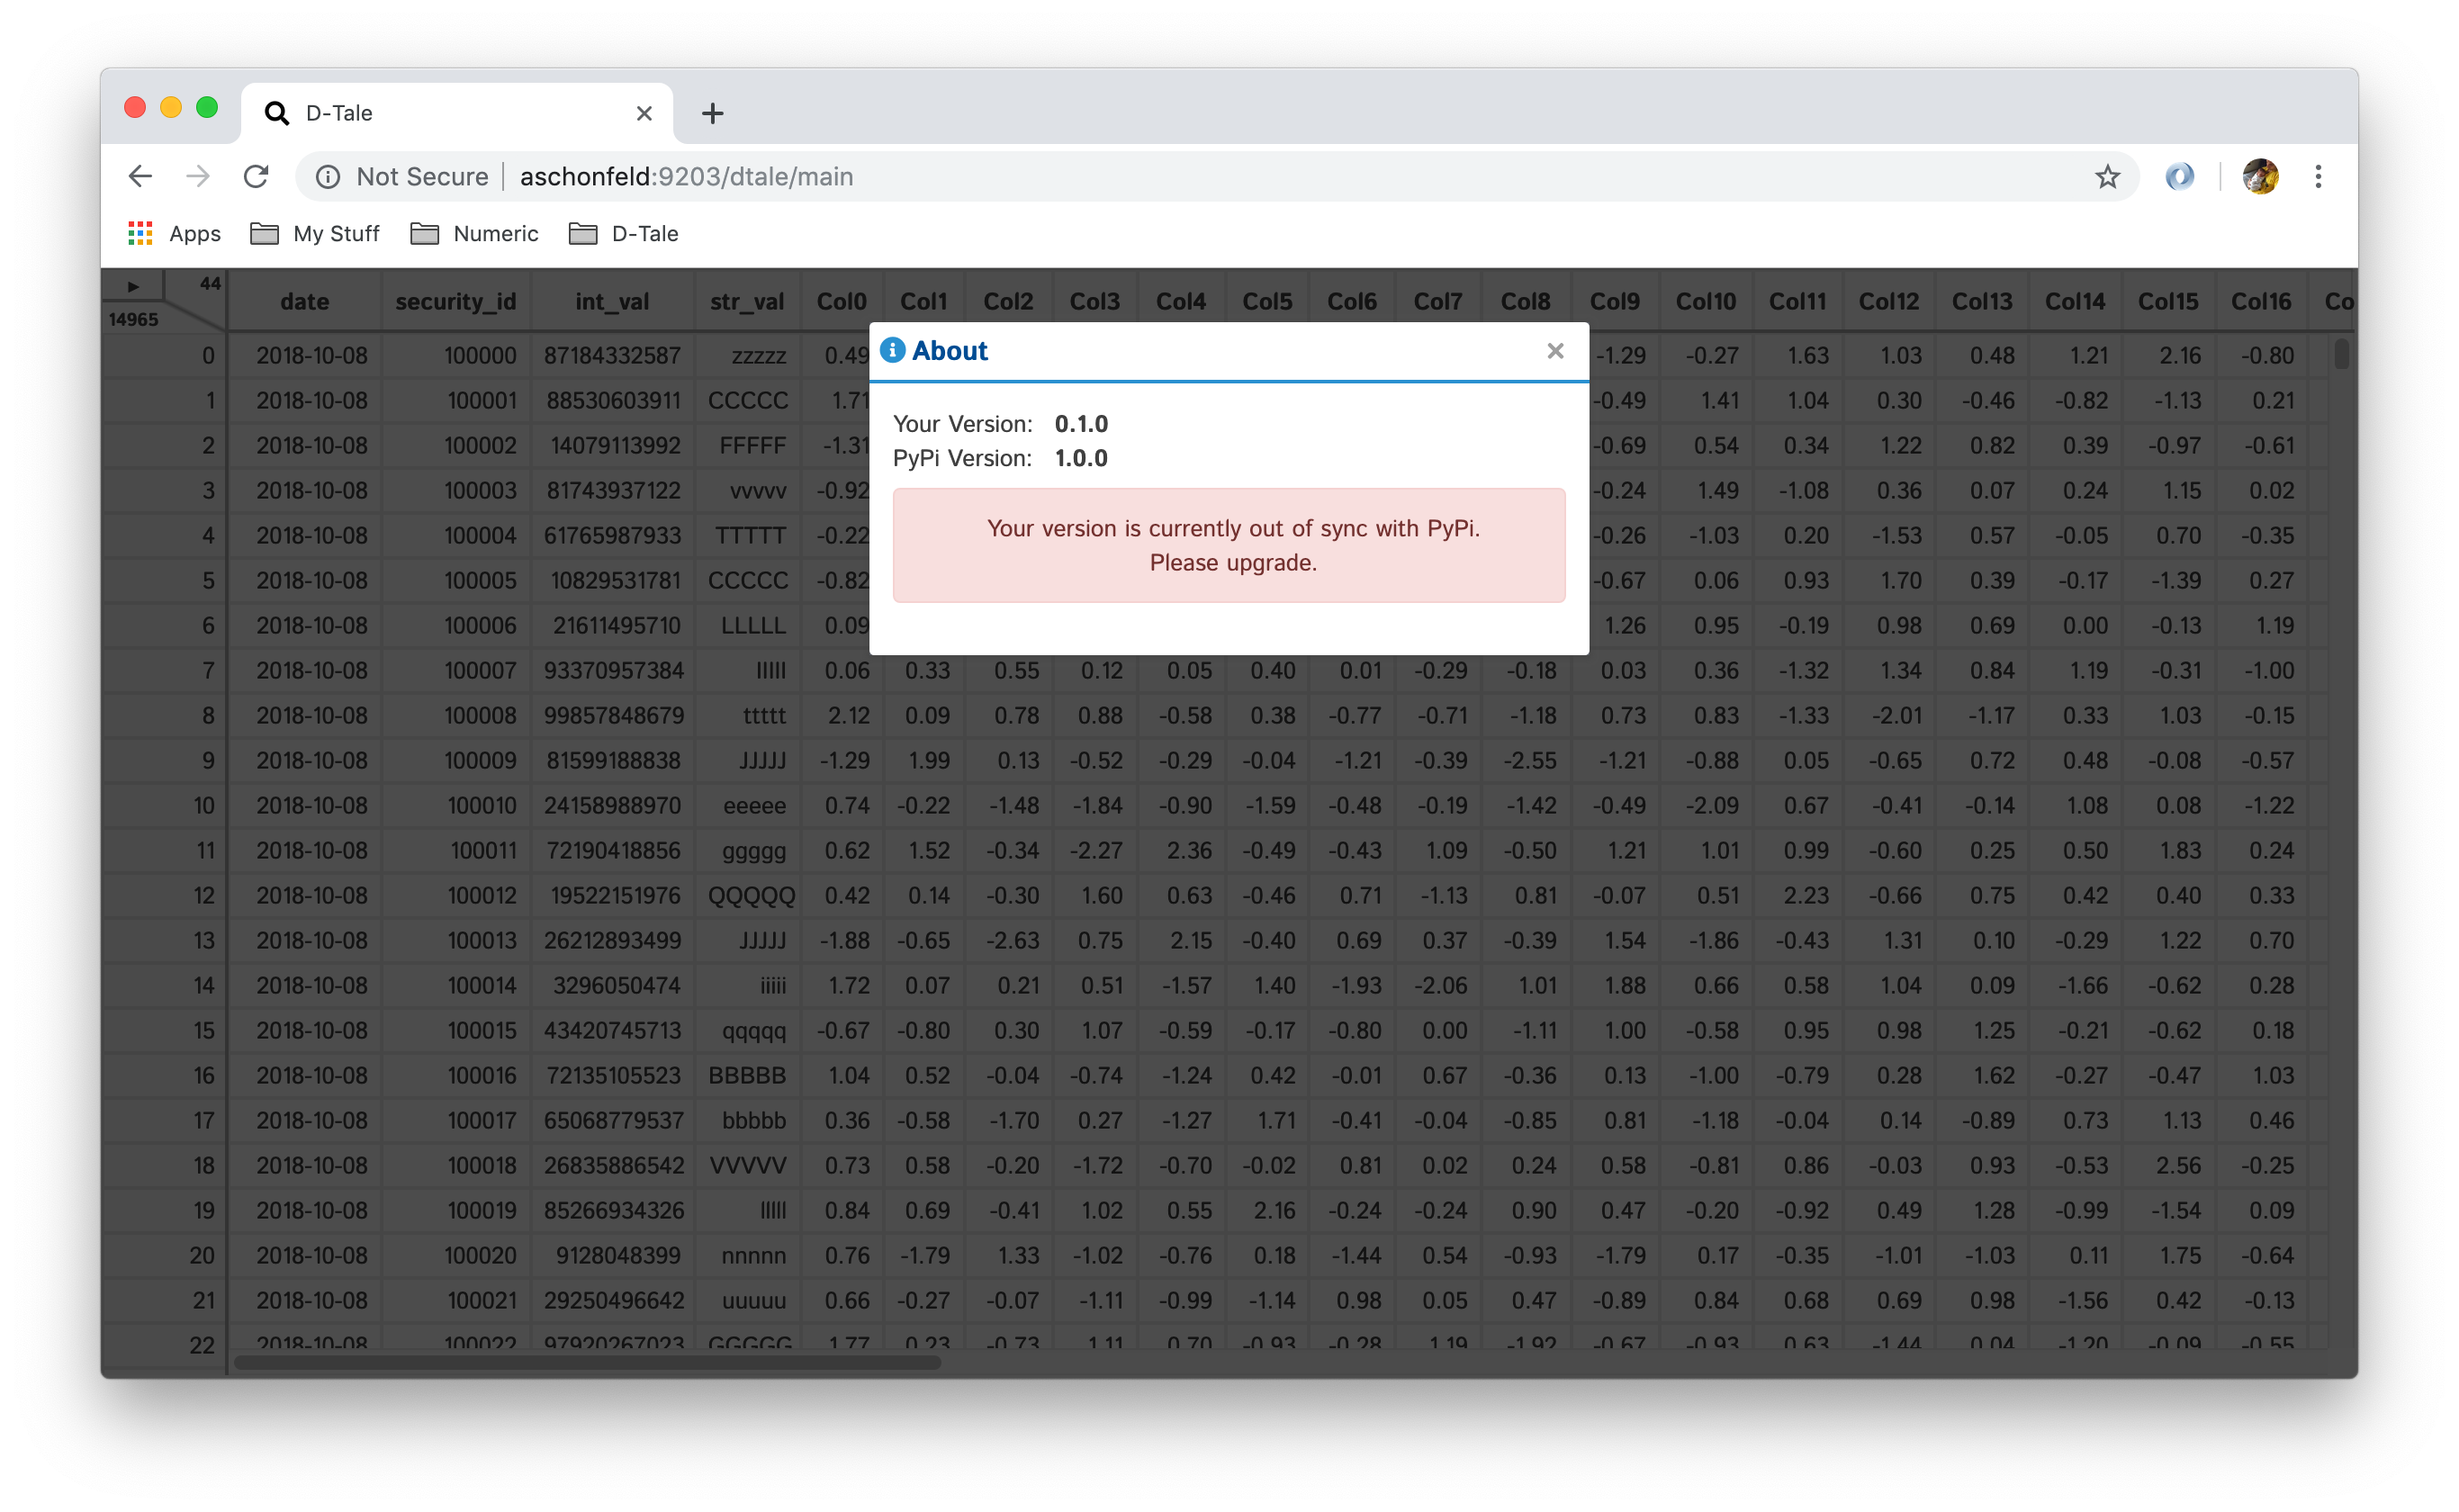 D-Tale
Not Secure aschonfeld:9203/dtale/main
Apps My Stuff Numeric D-Tale
44
14965
date security_id int_val str_val Col0 Col1 Col2 Col3 Col4 Col5 Col6 Col7 Col8 Col9 Col10 Col11 Col12 Col13 Col14 Col15 Col16 Co
About
Your Version: 0.1.0
PyPi Version: 1.0.0
Your version is currently out of sync with PyPi.
Please upgrade.
0 2018-10-08 100000 87184332587 zzzzz 0.49 -1.29 -0.27 1.63 1.03 0.48 1.21 2.16 -0.80
1 2018-10-08 100001 88530603911 CCCCC 1.71 -0.49 1.41 1.04 0.30 -0.46 -0.82 -1.13 0.21
2 2018-10-08 100002 14079113992 FFFFF -1.31 -0.69 0.54 0.34 1.22 0.82 0.39 -0.97 -0.61
3 2018-10-08 100003 81743937122 vvvvv -0.92 -0.24 1.49 -1.08 0.36 0.07 0.24 1.15 0.02
4 2018-10-08 100004 61765987933 TTTTT -0.22 -0.26 -1.03 0.20 -1.53 0.57 -0.05 0.70 -0.35
5 2018-10-08 100005 10829531781 CCCCC -0.82 -0.67 0.06 0.93 1.70 0.39 -0.17 -1.39 0.27
6 2018-10-08 100006 21611495710 LLLLL 0.09 1.26 0.95 -0.19 0.98 0.69 0.00 -0.13 1.19
7 2018-10-08 100007 93370957384 lllll 0.06 0.33 0.55 0.12 0.05 0.40 0.01 -0.29 -0.18 0.03 0.36 -1.32 1.34 0.84 1.19 -0.31 -1.00
8 2018-10-08 100008 99857848679 ttttt 2.12 0.09 0.78 0.88 -0.58 0.38 -0.77 -0.71 -1.18 0.73 0.83 -1.33 -2.01 -1.17 0.33 1.03 -0.15
9 2018-10-08 100009 81599188838 JJJJJ -1.29 1.99 0.13 -0.52 -0.29 -0.04 -1.21 -0.39 -2.55 -1.21 -0.88 0.05 -0.65 0.72 0.48 -0.08 -0.57
10 2018-10-08 100010 24158988970 eeeee 0.74 -0.22 -1.48 -1.84 -0.90 -1.59 -0.48 -0.19 -1.42 -0.49 -2.09 0.67 -0.41 -0.14 1.08 0.08 -1.22
11 2018-10-08 100011 72190418856 ggggg 0.62 1.52 -0.34 -2.27 2.36 -0.49 -0.43 1.09 -0.50 1.21 1.01 0.99 -0.60 0.25 0.50 1.83 0.24
12 2018-10-08 100012 19522151976 QQQQQ 0.42 0.14 -0.30 1.60 0.63 -0.46 0.71 -1.13 0.81 -0.07 0.51 2.23 -0.66 0.75 0.42 0.40 0.33
13 2018-10-08 100013 26212893499 JJJJJ -1.88 -0.65 -2.63 0.75 2.15 -0.40 0.69 0.37 -0.39 1.54 -1.86 -0.43 1.31 0.10 -0.29 1.22 0.70
14 2018-10-08 100014 3296050474 iiiii 1.72 0.07 0.21 0.51 -1.57 1.40 -1.93 -2.06 1.01 1.88 0.66 0.58 1.04 0.09 -1.66 -0.62 0.28
15 2018-10-08 100015 43420745713 qqqqq -0.67 -0.80 0.30 1.07 -0.59 -0.17 -0.80 0.00 -1.11 1.00 -0.58 0.95 0.98 1.25 -0.21 -0.62 0.18
16 2018-10-08 100016 72135105523 BBBBB 1.04 0.52 -0.04 -0.74 -1.24 0.42 -0.01 0.67 -0.36 0.13 -1.00 -0.79 0.28 1.62 -0.27 -0.47 1.03
17 2018-10-08 100017 65068779537 bbbbb 0.36 -0.58 -1.70 0.27 -1.27 1.71 -0.41 -0.04 -0.85 0.81 -1.18 -0.04 0.14 -0.89 0.73 1.13 0.46
18 2018-10-08 100018 26835886542 VVVVV 0.73 0.58 -0.20 -1.72 -0.70 -0.02 0.81 0.02 0.24 0.58 -0.81 0.86 -0.03 0.93 -0.53 2.56 -0.25
19 2018-10-08 100019 85266934326 lllll 0.84 0.69 -0.41 1.02 0.55 2.16 -0.24 -0.24 0.90 0.47 -0.20 -0.92 0.49 1.28 -0.99 -1.54 0.09
20 2018-10-08 100020 9128048399 nnnnn 0.76 -1.79 1.33 -1.02 -0.76 0.18 -1.44 0.54 -0.93 -1.79 0.17 -0.35 -1.01 -1.03 0.11 1.75 -0.64
21 2018-10-08 100021 29250496642 uuuuu 0.66 -0.27 -0.07 -1.11 -0.99 -1.14 0.98 0.05 0.47 -0.89 0.84 0.68 0.69 0.98 -1.56 0.42 -0.13
22 2018-10-08 100022 97920267023 GGGGG 1.77 0.23 -0.73 1.11 0.70 -0.93 -0.28 1.19 -1.92 -0.67 -0.93 0.63 -1.44 0.04 -1.20 -0.09 -0.55